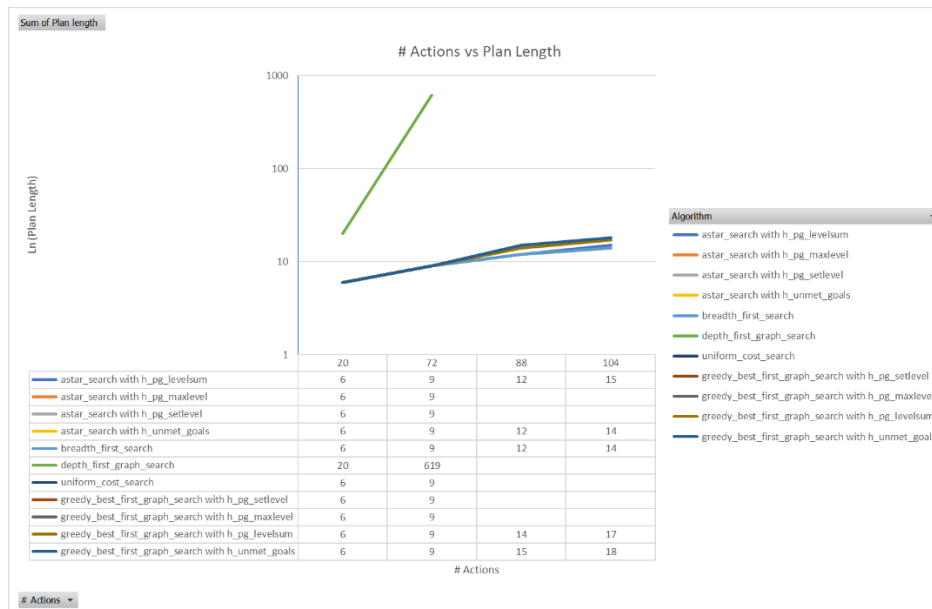 Sum of Plan length
# Actions vs Plan Length
1000
100
10
1
Ln (Plan Length)
20 72 88 104
astar_search with h_pg_levelsum 6 9 12 15
astar_search with h_pg_maxlevel 6 9
astar_search with h_pg_setlevel 6 9
astar_search with h_unmet_goals 6 9 12 14
breadth_first_search 6 9 12 14
depth_first_graph_search 20 619
uniform_cost_search 6 9
greedy_best_first_graph_search with h_pg_setlevel 6 9
greedy_best_first_graph_search with h_pg_maxlevel 6 9
greedy_best_first_graph_search with h_pg_levelsum 6 9 14 17
greedy_best_first_graph_search with h_unmet_goals 6 9 15 18
# Actions
Algorithm
astar_search with h_pg_levelsum
astar_search with h_pg_maxlevel
astar_search with h_pg_setlevel
astar_search with h_unmet_goals
breadth_first_search
depth_first_graph_search
uniform_cost_search
greedy_best_first_graph_search with h_pg_setlevel
greedy_best_first_graph_search with h_pg_maxleve
greedy_best_first_graph_search with h_pg_levelsum
greedy_best_first_graph_search with h_unmet_goal
# Actions